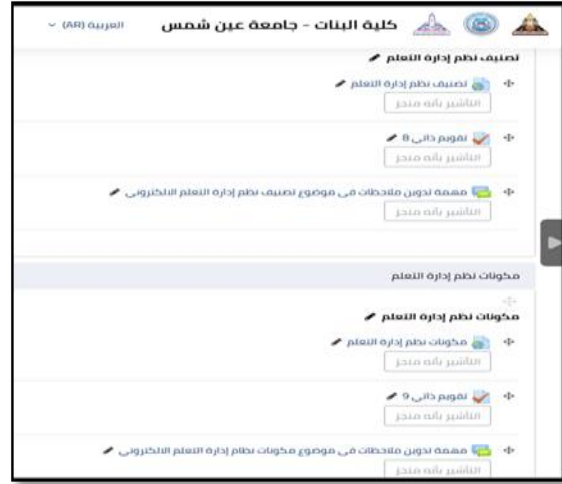 كلية البنات - جامعة عين شمس
العربية (AR)
تصنيف نظم إدارة التعلم
تصنيف نظم إدارة التعلم
التأشير بأنه منجز
تقويم ذاتي 8
التأشير بأنه منجز
مهمة تدوين ملاحظات فى موضوع تصنيف نظم إدارة التعلم الالكترونى
التأشير بأنه منجز
مكونات نظم إدارة التعلم
مكونات نظم إدارة التعلم
مكونات نظم إدارة التعلم
التأشير بأنه منجز
تقويم ذاتي 9
التأشير بأنه منجز
مهمة تدوين ملاحظات فى موضوع مكونات نظام إدارة التعلم الالكترونى
التأشير بأنه منجز